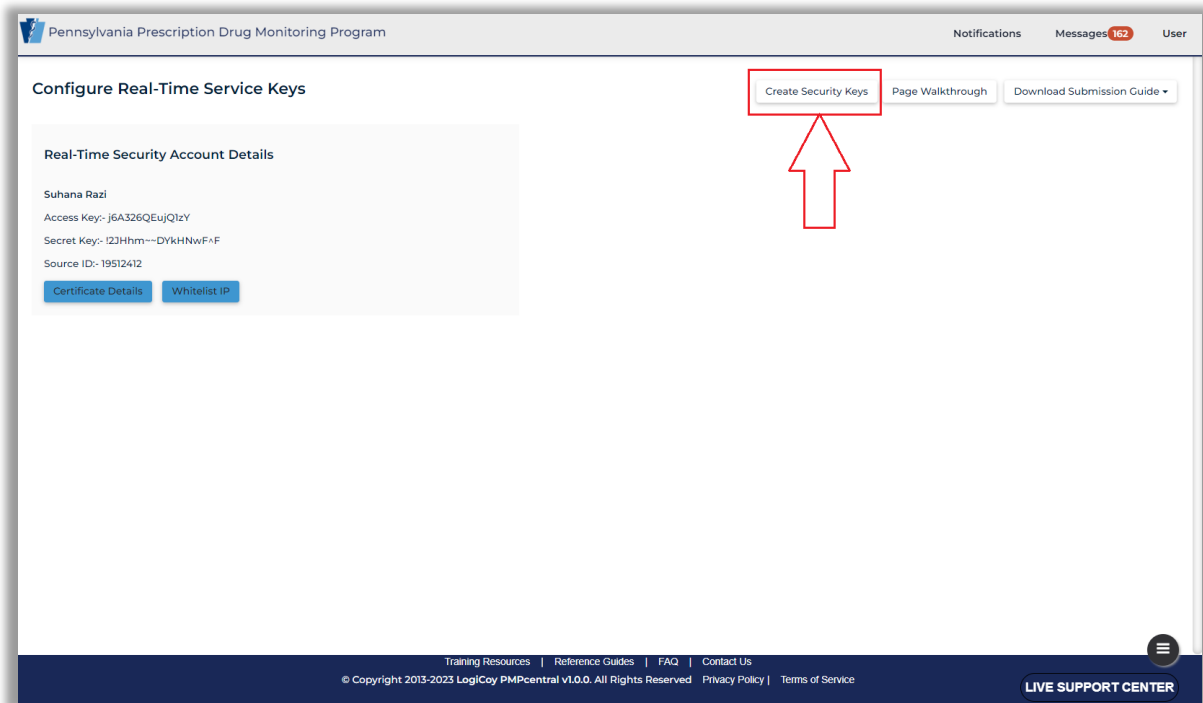 Pennsylvania Prescription Drug Monitoring Program
Notifications Messages 162 User
Configure Real-Time Service Keys
Create Security Keys Page Walkthrough Download Submission Guide
Real-Time Security Account Details
Suhana Razi
Access Key:- j6A326QEujQ1zY
Secret Key:- !2JHhm~~DYkHNwF^F
Source ID:- 19512412
Certificate Details Whitelist IP
Training Resources | Reference Guides | FAQ | Contact Us
© Copyright 2013-2023 LogiCoy PMPcentral v1.0.0. All Rights Reserved Privacy Policy | Terms of Service
LIVE SUPPORT CENTER